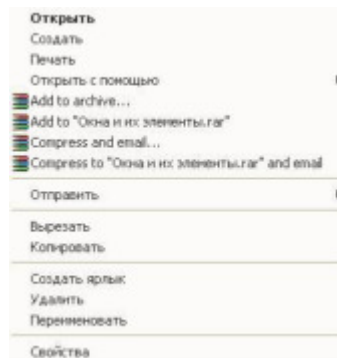 Открыть
Создать
Печать
Открыть с помощью
Add to archive...
Add to "Окна и их элементы.rar"
Compress and email...
Compress to "Окна и их элементы.rar" and email
Отправить
Вырезать
Копировать
Создать ярлык
Удалить
Переименовать
Свойства